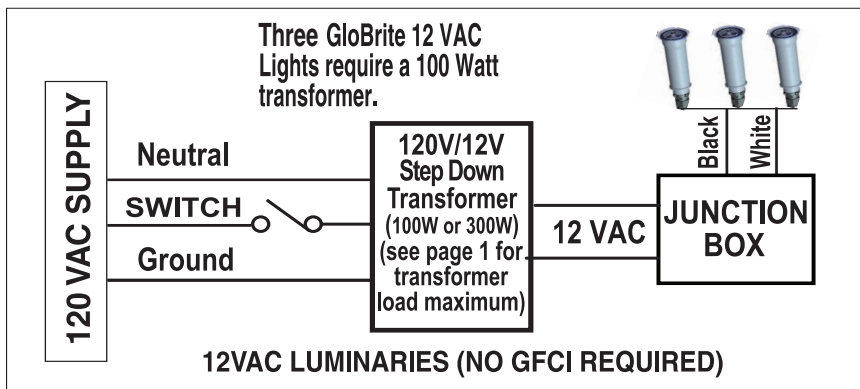 Three GloBrite 12 VAC
Lights require a 100 Watt
transformer.
120 VAC SUPPLY
Neutral
SWITCH
Ground
120V/12V
Step Down
Transformer
(100W or 300W)
(see page 1 for
transformer
load maximum)
12 VAC
Black
White
JUNCTION
BOX
12VAC LUMINARIES (NO GFCI REQUIRED)